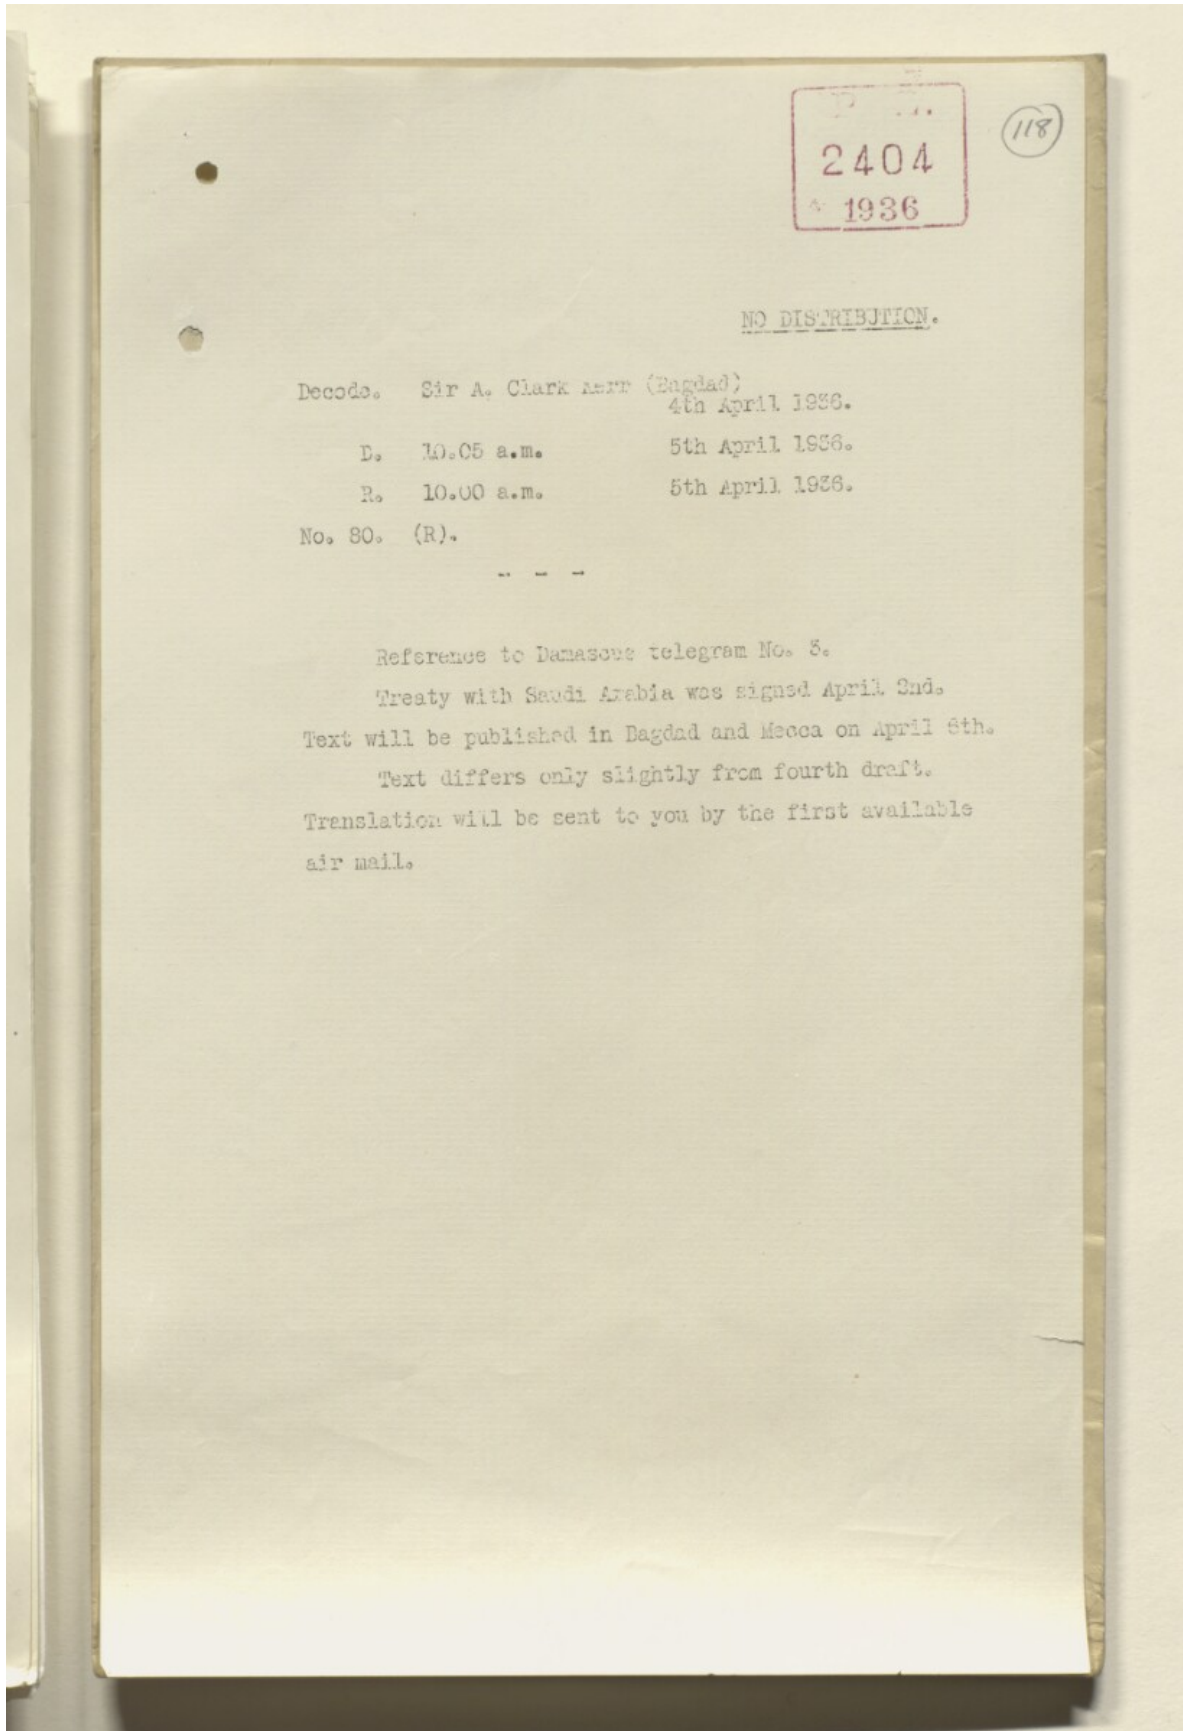 P. Z.
2404
1936
118
NO DISTRIBUTION.
Decode. Sir A. Clark Kerr (Bagdad)
4th April 1936.
D. 10.05 a.m. 5th April 1936.
R. 10.00 a.m. 5th April 1936.
No. 80. (R).
- - -
Reference to Damascus telegram No. 3.
Treaty with Saudi Arabia was signed April 2nd.
Text will be published in Bagdad and Mecca on April 6th.
Text differs only slightly from fourth draft.
Translation will be sent to you by the first available
air mail.